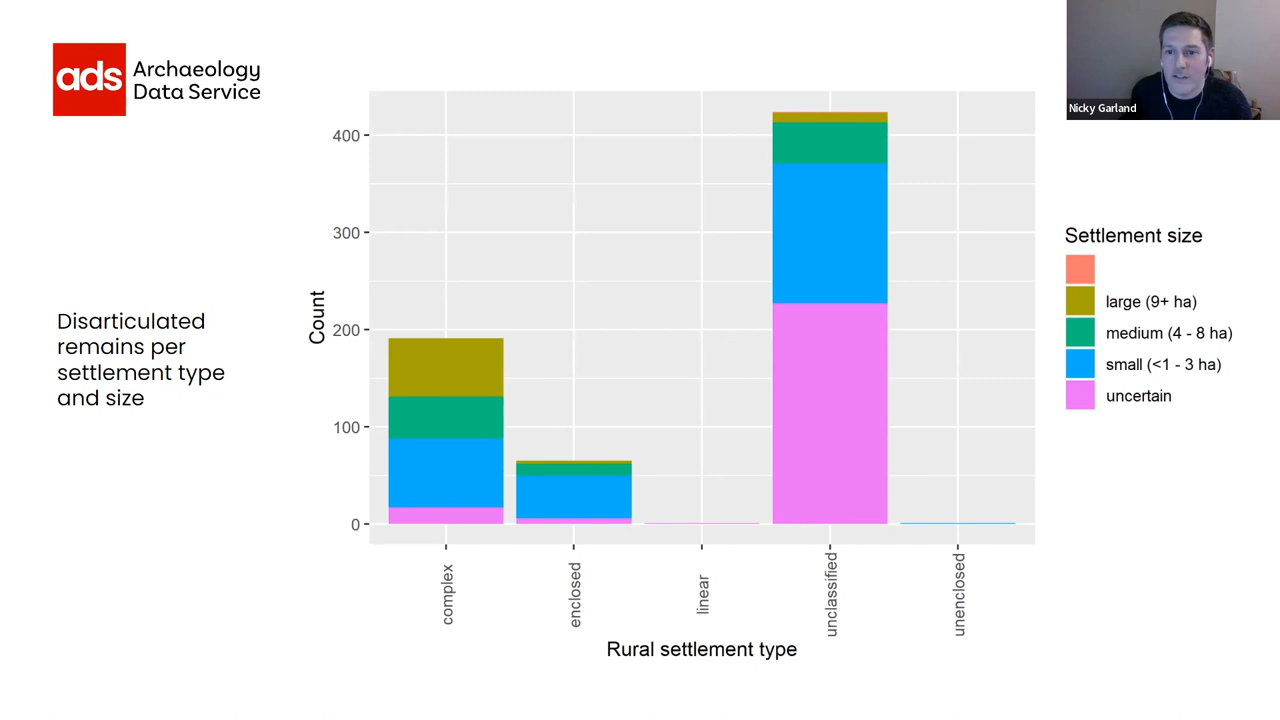 ads Archaeology
Data Service
Nicky Garland
Disarticulated
remains per
settlement type
and size
Count
400
300
200
100
0
complex
enclosed
linear
unclassified
unenclosed
Rural settlement type
Settlement size
large (9+ ha)
medium (4 - 8 ha)
small (<1 - 3 ha)
uncertain